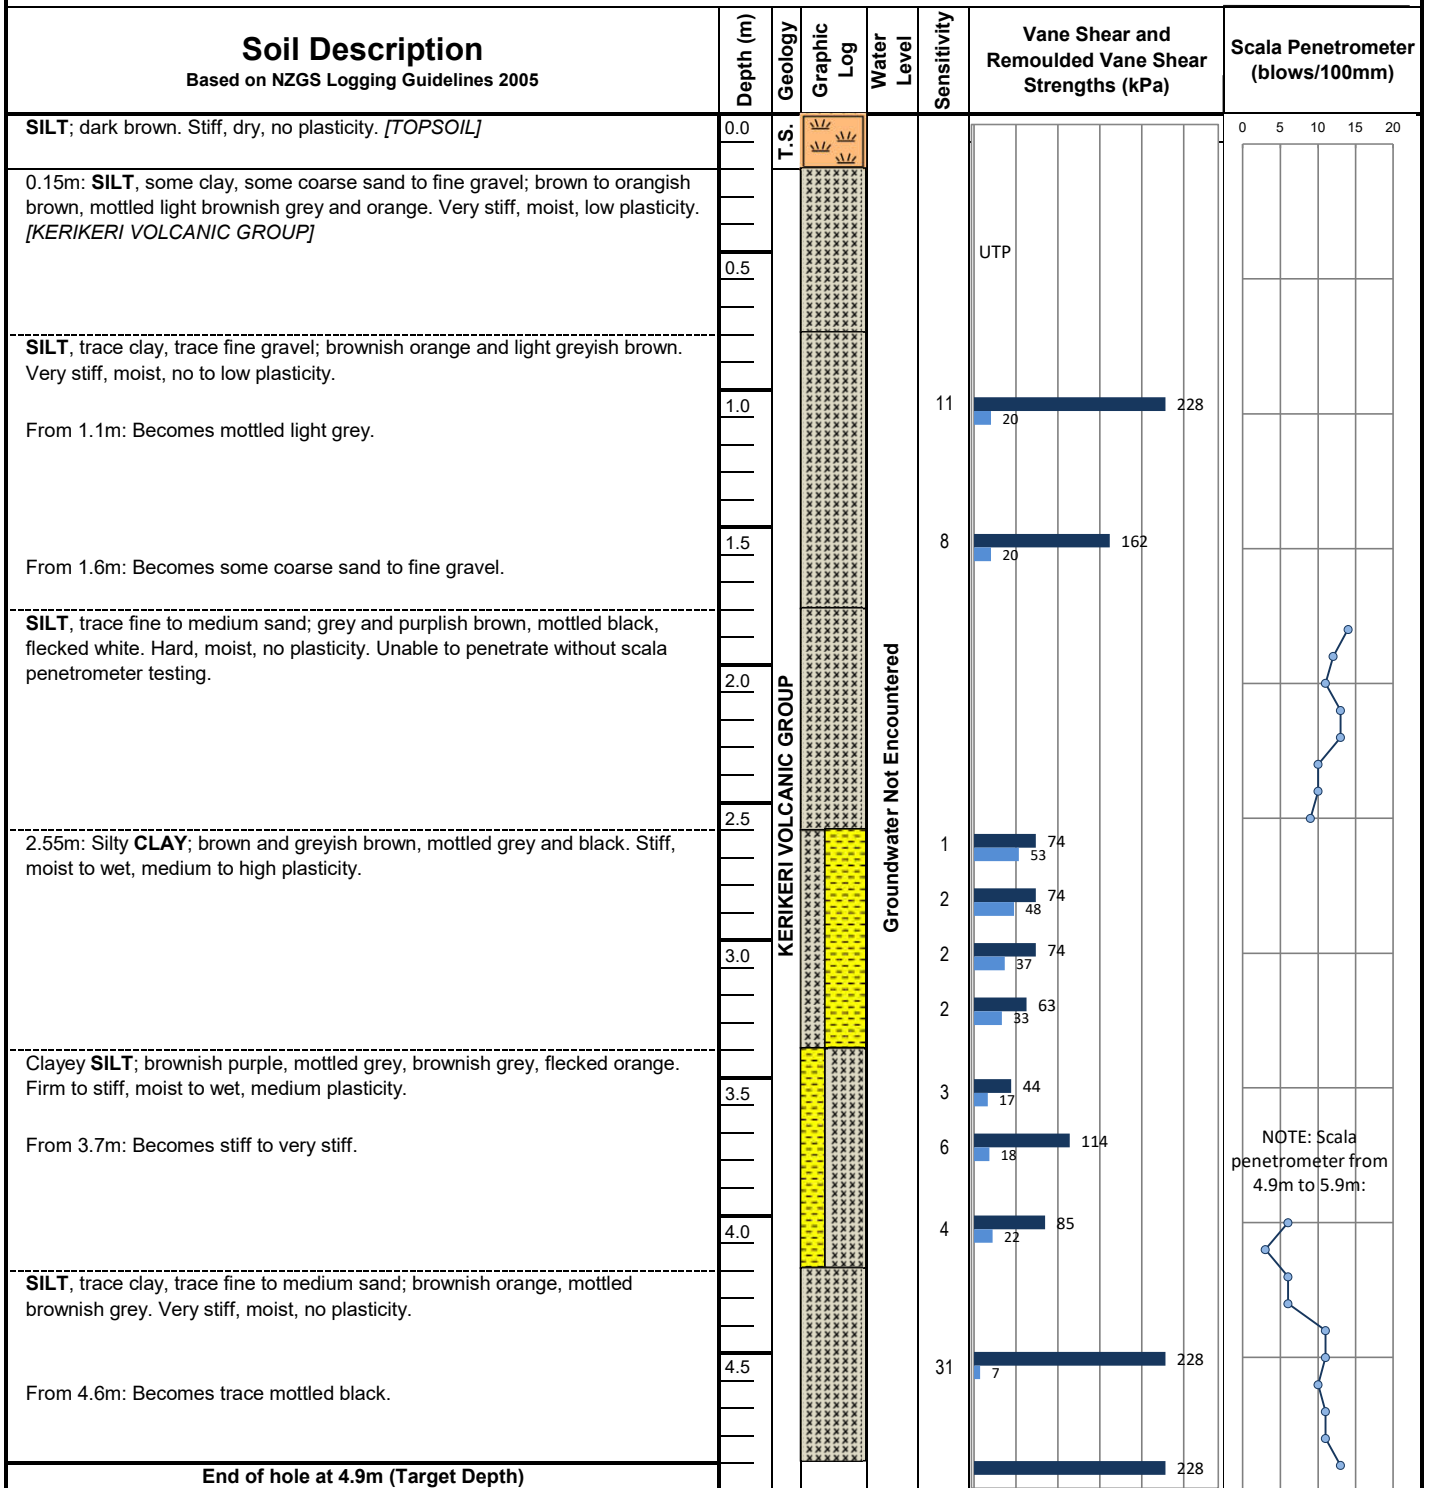 Soil Description
Based on NZGS Logging Guidelines 2005
Depth (m)
Geology
Graphic
Log
Water
Level
Sensitivity
Vane Shear and
Remoulded Vane Shear
Strengths (kPa)
Scala Penetrometer
(blows/100mm)
SILT; dark brown. Stiff, dry, no plasticity. [TOPSOIL]
0.0
T.S.
0 5 10 15 20
0.15m: SILT, some clay, some coarse sand to fine gravel; brown to orangish
brown, mottled light brownish grey and orange. Very stiff, moist, low plasticity.
[KERIKERI VOLCANIC GROUP]
UTP
0.5
SILT, trace clay, trace fine gravel; brownish orange and light greyish brown.
Very stiff, moist, no to low plasticity.
1.0
11
228
20
From 1.1m: Becomes mottled light grey.
1.5
8
162
20
From 1.6m: Becomes some coarse sand to fine gravel.
SILT, trace fine to medium sand; grey and purplish brown, mottled black,
flecked white. Hard, moist, no plasticity. Unable to penetrate without scala
penetrometer testing.
2.0
KERIKERI VOLCANIC GROUP
Groundwater Not Encountered
2.5
2.55m: Silty CLAY; brown and greyish brown, mottled grey and black. Stiff,
moist to wet, medium to high plasticity.
1
74
53
2
74
48
3.0
2
74
37
2
63
33
Clayey SILT; brownish purple, mottled grey, brownish grey, flecked orange.
Firm to stiff, moist to wet, medium plasticity.
3.5
3
44
17
From 3.7m: Becomes stiff to very stiff.
6
114
18
NOTE: Scala
penetrometer from
4.9m to 5.9m:
4.0
4
85
22
SILT, trace clay, trace fine to medium sand; brownish orange, mottled
brownish grey. Very stiff, moist, no plasticity.
4.5
31
228
7
From 4.6m: Becomes trace mottled black.
228
End of hole at 4.9m (Target Depth)